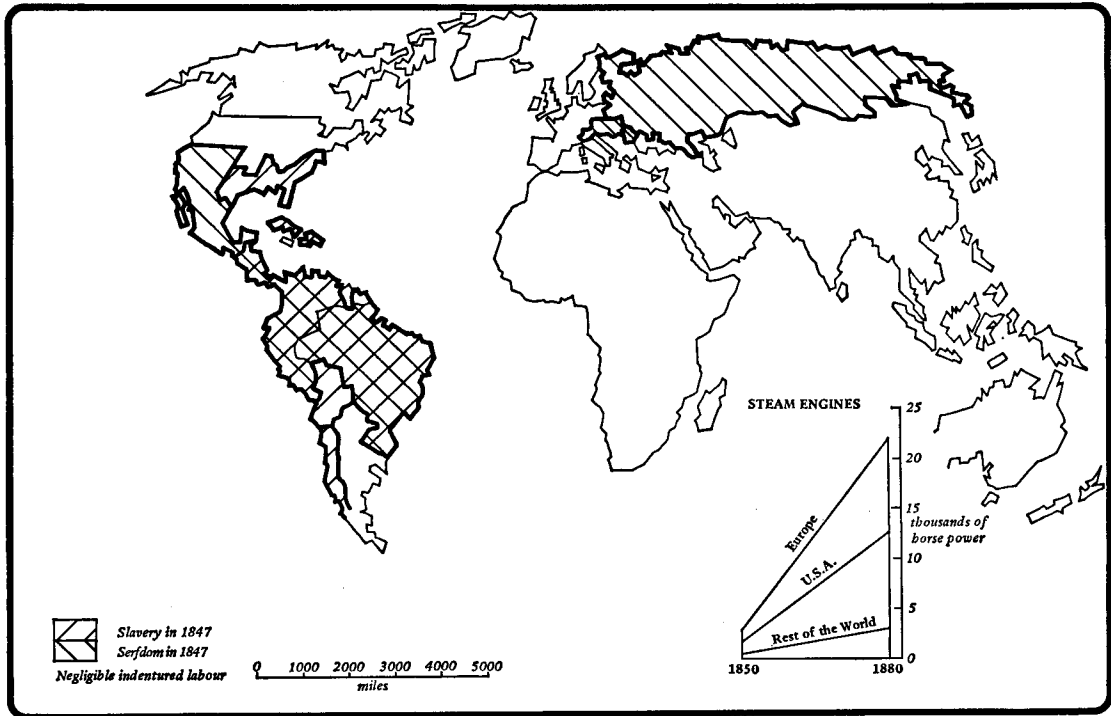 STEAM ENGINES
25
20
15
thousands of
horse power
10
5
0
Europe
U.S.A.
Rest of the World
1850
1880
Slavery in 1847
Serfdom in 1847
Negligible indentured labour
0 1000 2000 3000 4000 5000
miles